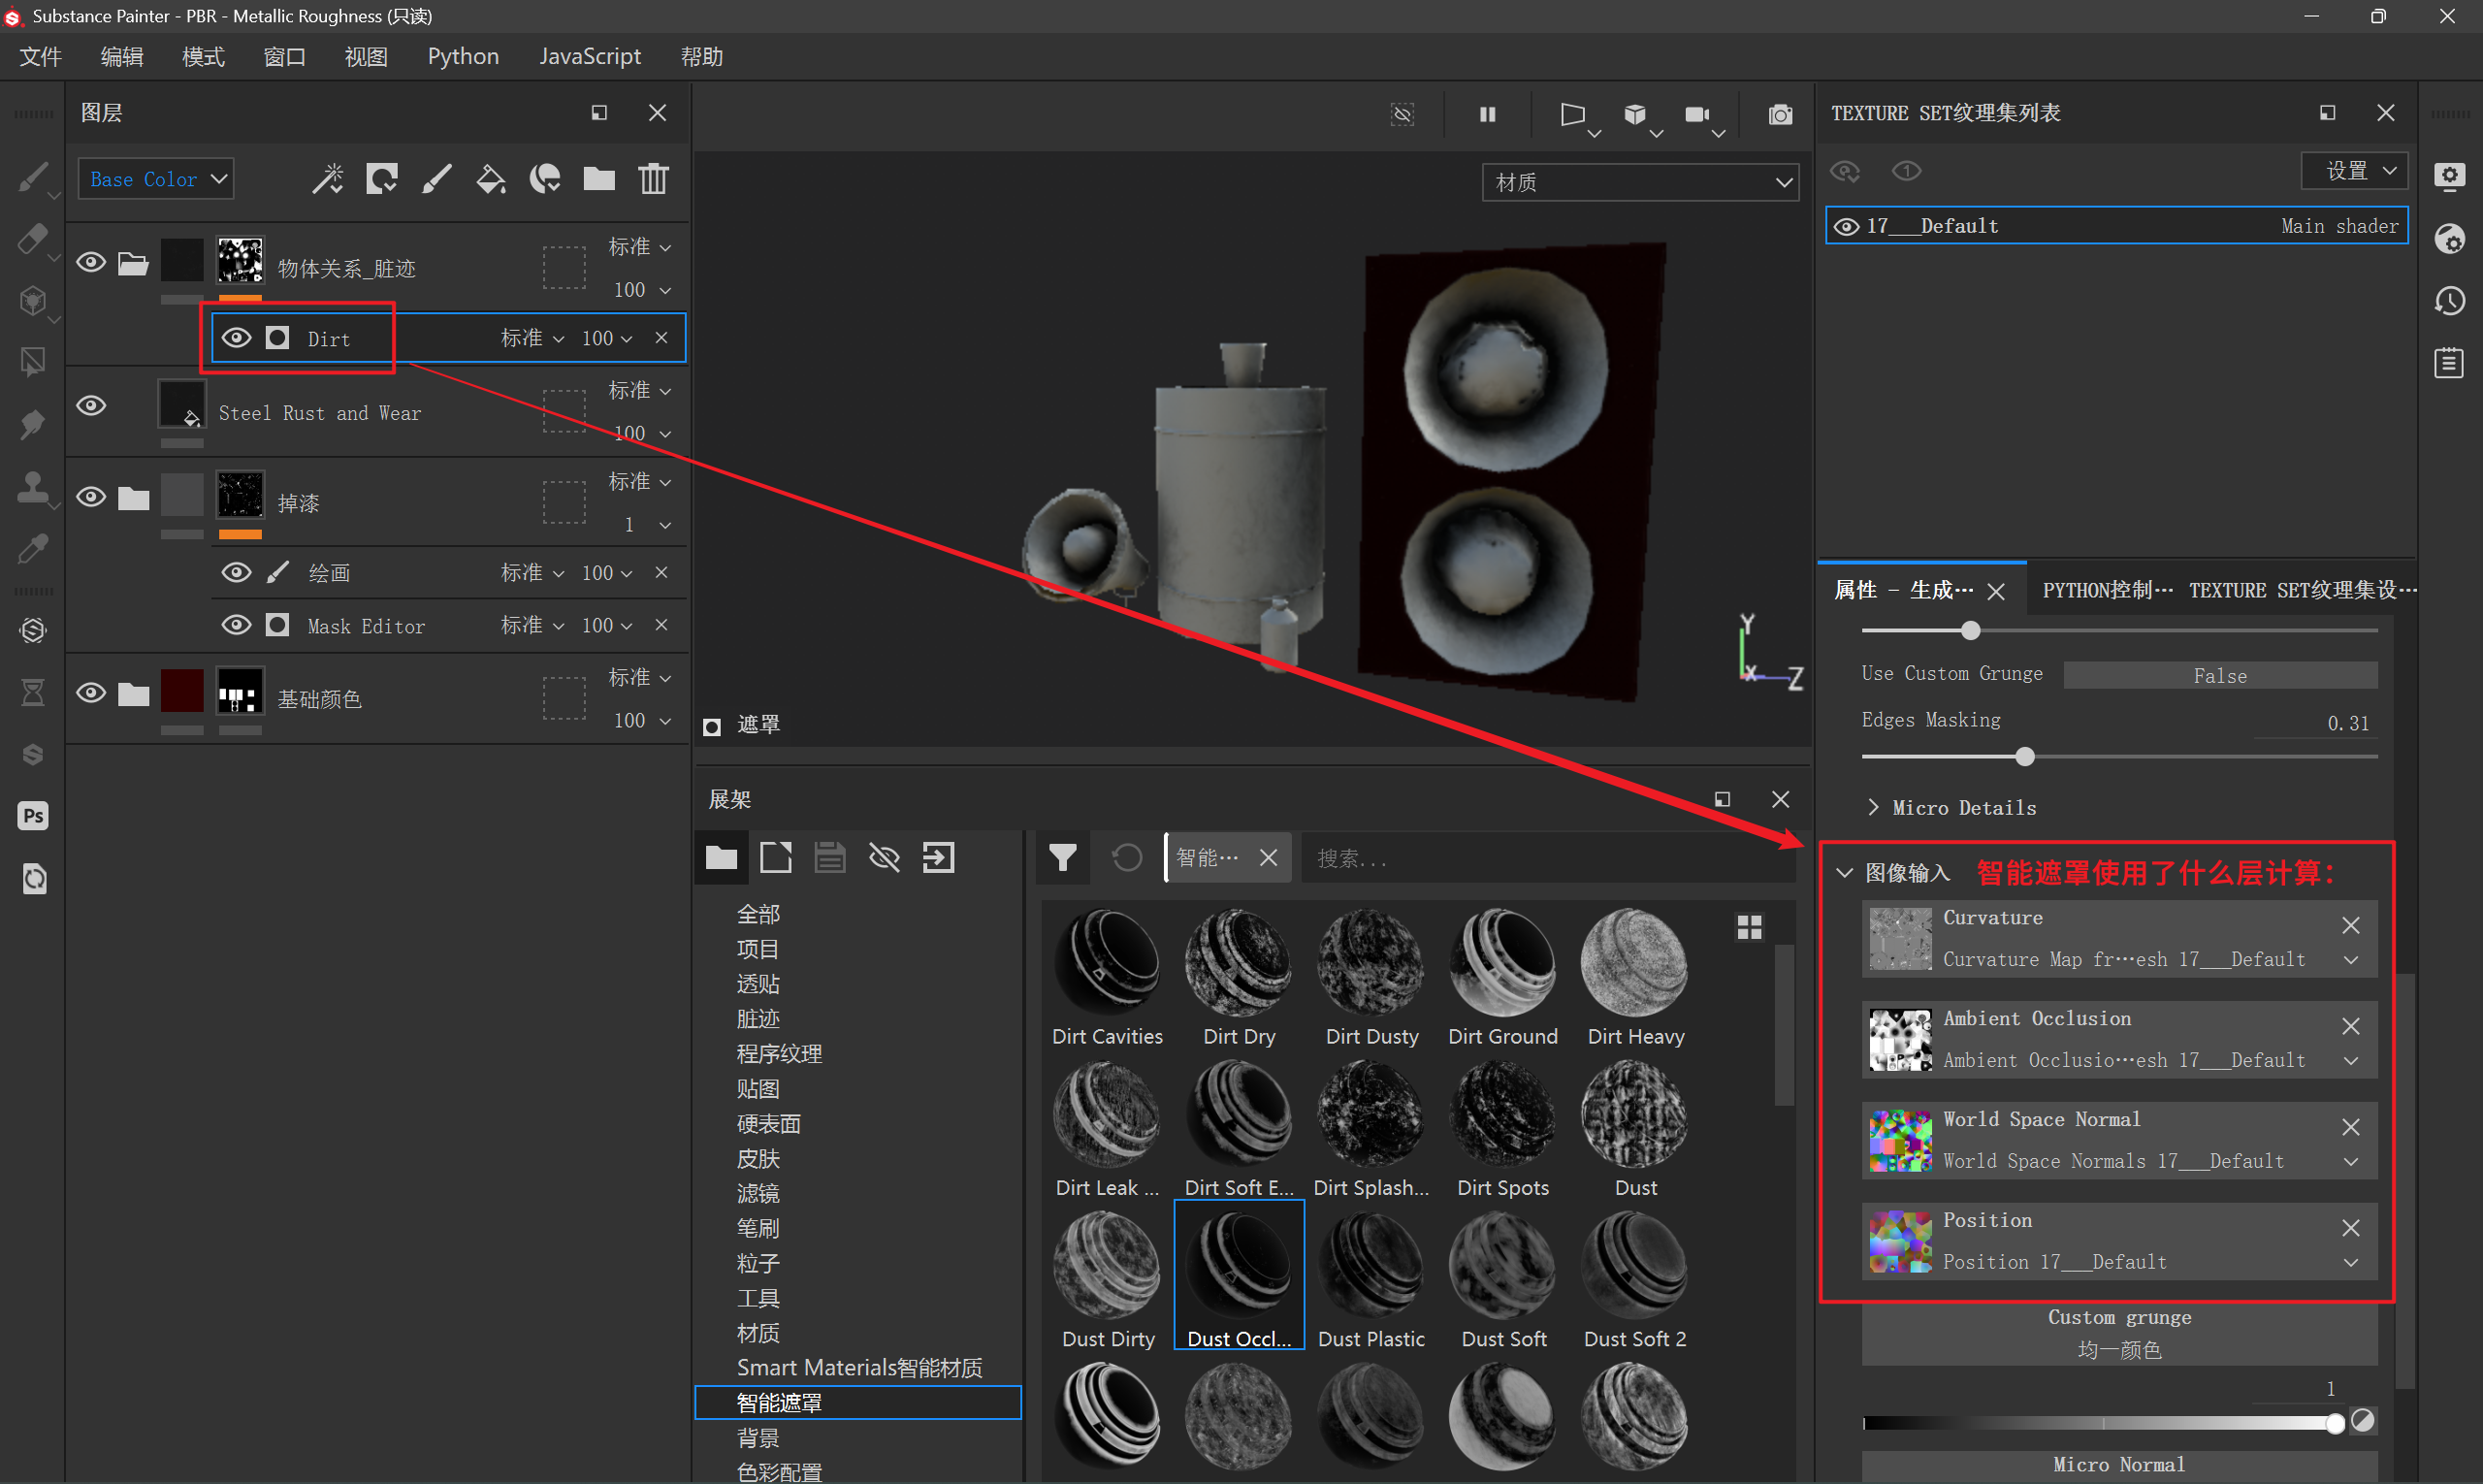 Substance Painter - PBR - Metallic Roughness (只读)
文件 编辑 模式 窗口 视图 Python JavaScript 帮助
图层
Base Color
物体关系_脏迹
标准
100
Dirt
标准 100
Steel Rust and Wear
标准
100
掉漆
标准
1
绘画
标准 100
Mask Editor
标准 100
基础颜色
标准
100
Ps
材质
Y
X
Z
遮罩
展架
智能…
搜索...
全部
项目
透贴
脏迹
程序纹理
贴图
硬表面
皮肤
滤镜
笔刷
粒子
工具
材质
Smart Materials智能材质
智能遮罩
背景
色彩配置
Dirt Cavities
Dirt Dry
Dirt Dusty
Dirt Ground
Dirt Heavy
Dirt Leak ...
Dirt Soft E...
Dirt Splash...
Dirt Spots
Dust
Dust Dirty
Dust Occl...
Dust Plastic
Dust Soft
Dust Soft 2
TEXTURE SET纹理集列表
1
设置
17___Default
Main shader
属性 - 生成…
PYTHON控制…
TEXTURE SET纹理集设…
Use Custom Grunge
False
Edges Masking
0.31
Micro Details
图像输入
智能遮罩使用了什么层计算：
Curvature
Curvature Map fr…esh 17___Default
Ambient Occlusion
Ambient Occlusio…esh 17___Default
World Space Normal
World Space Normals 17___Default
Position
Position 17___Default
Custom grunge
均一颜色
1
Micro Normal